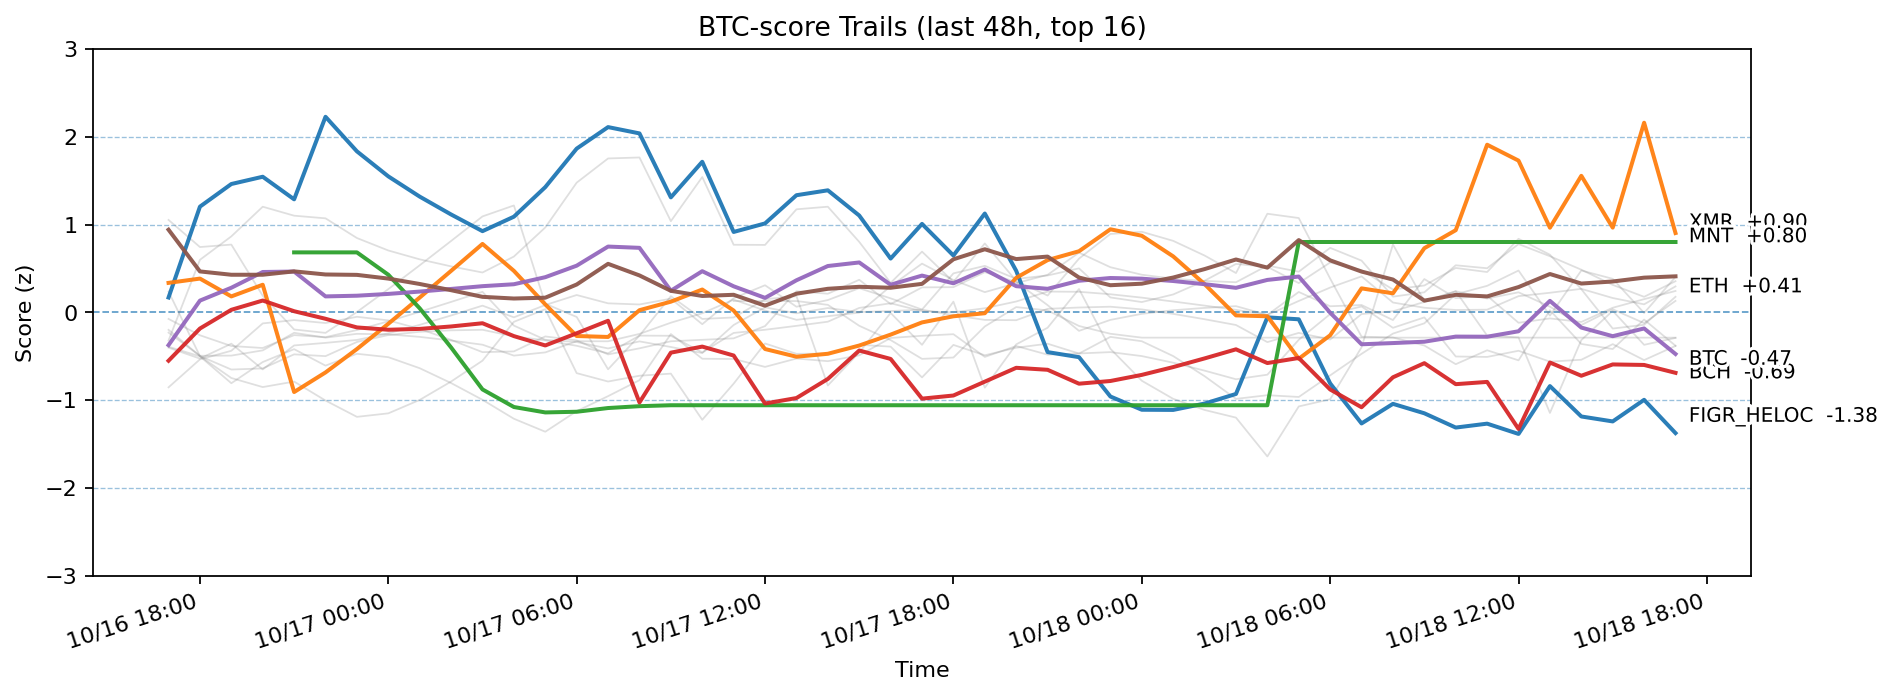 BTC-score Trails (last 48h, top 16)
Score (z)
3
2
1
0
−1
−2
−3
XMR +0.90
MNT +0.80
ETH +0.41
BTC -0.47
BCH -0.69
FIGR_HELOC -1.38
10/16 18:00
10/17 00:00
10/17 06:00
10/17 12:00
10/17 18:00
10/18 00:00
10/18 06:00
10/18 12:00
10/18 18:00
Time